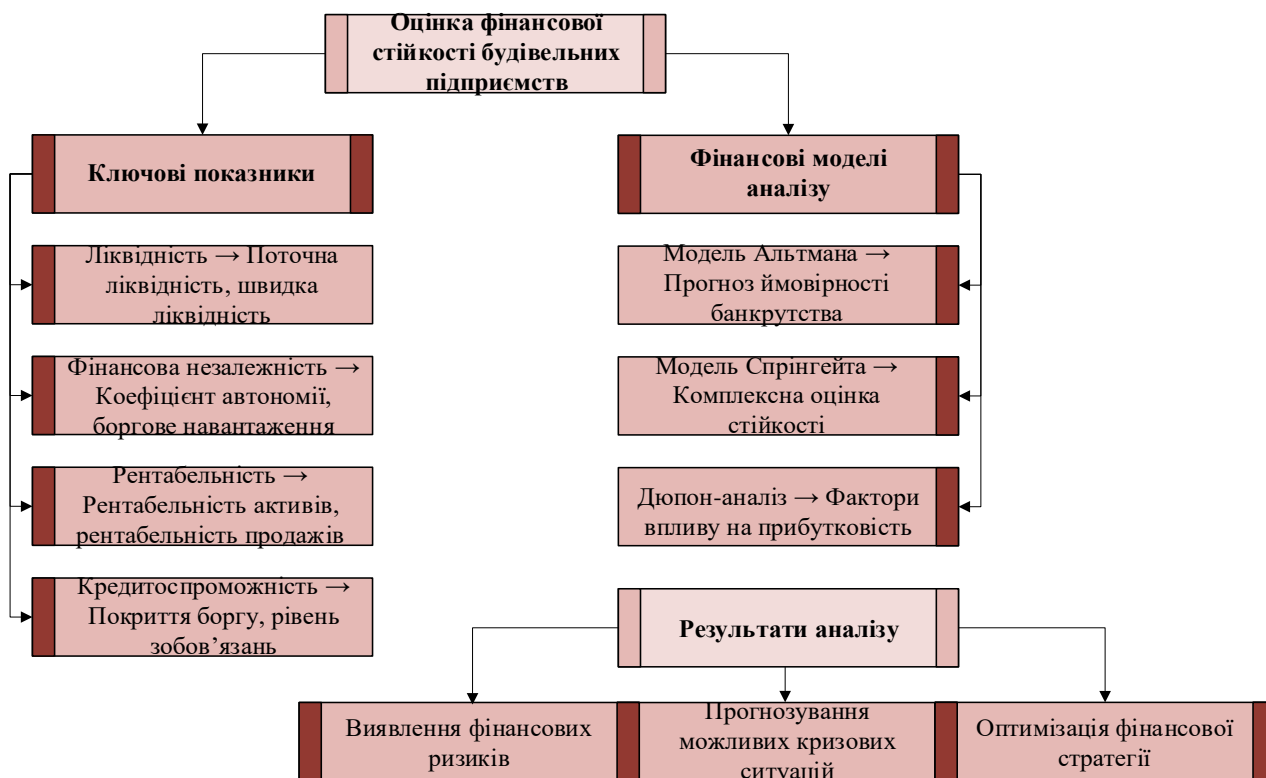 Оцінка фінансової
стійкості будівельних
підприємств
Ключові показники
Фінансові моделі
аналізу
Ліквідність → Поточна
ліквідність, швидка
ліквідність
Фінансова незалежність →
Коефіцієнт автономії,
боргове навантаження
Рентабельність →
Рентабельність активів,
рентабельність продажів
Кредитоспроможність →
Покриття боргу, рівень
зобов’язань
Модель Альтмана →
Прогноз ймовірності
банкрутства
Модель Спрінгейта →
Комплексна оцінка
стійкості
Дюпон-аналіз → Фактори
впливу на прибутковість
Результати аналізу
Виявлення фінансових
ризиків
Прогнозування
можливих кризових
ситуацій
Оптимізація фінансової
стратегії